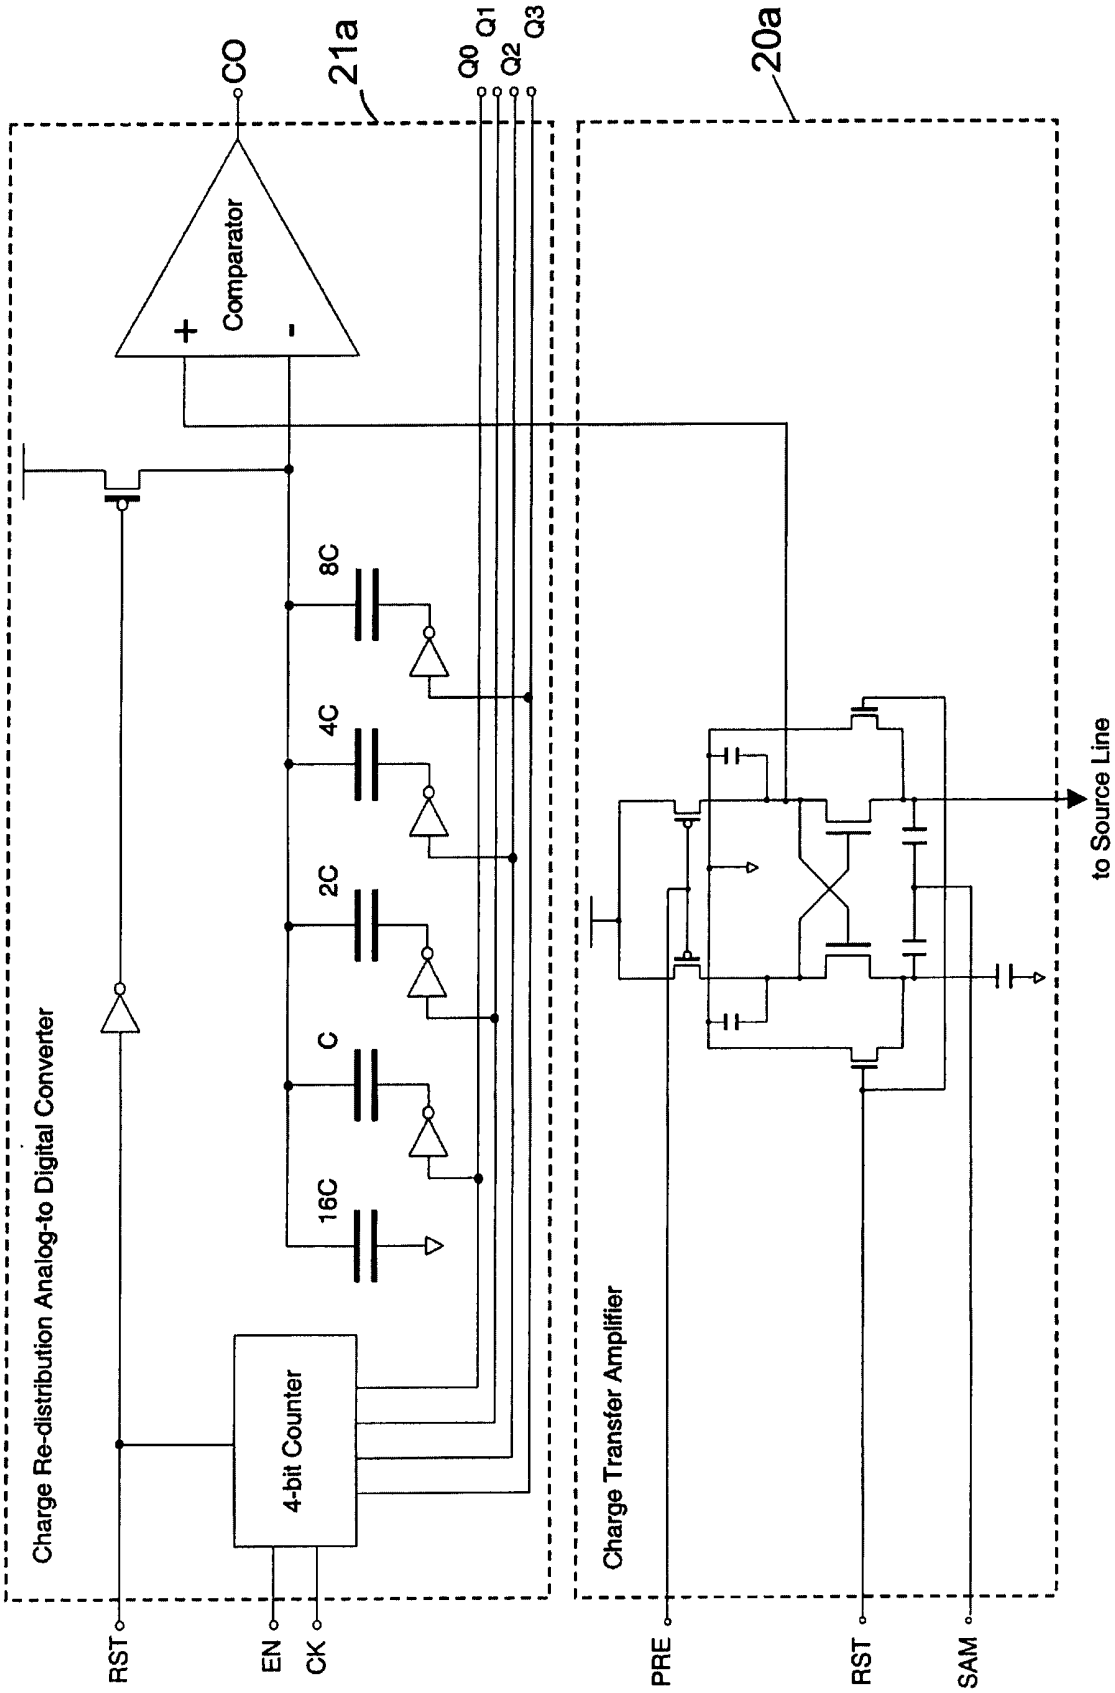 Charge Re-distribution Analog-to Digital Converter
RST
EN
CK
4-bit Counter
16C
C
2C
4C
8C
+
-
Comparator
CO
21a
Q0
Q1
Q2
Q3
Charge Transfer Amplifier
PRE
RST
SAM
20a
to Source Line